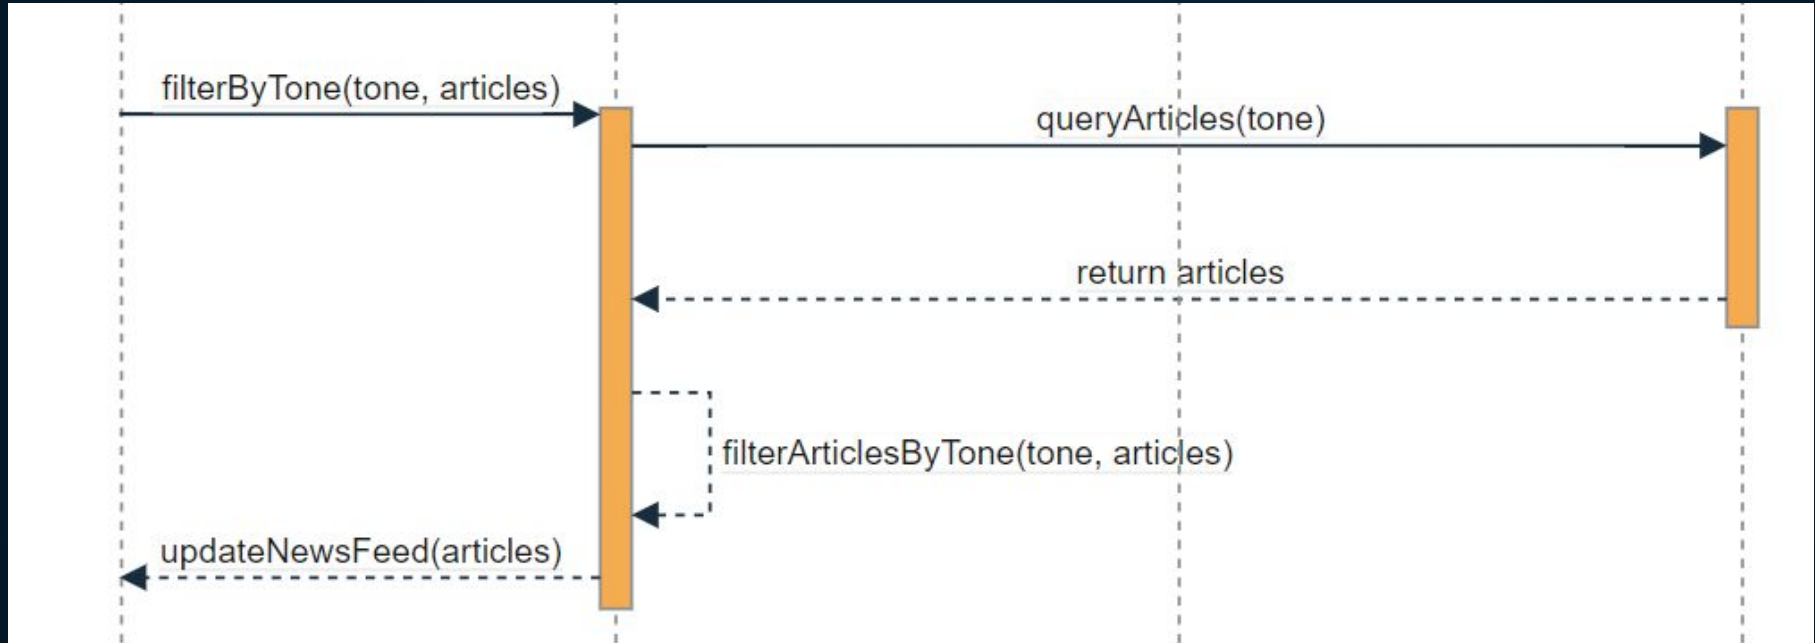 filterByTone(tone, articles)
queryArticles(tone)
return articles
filterArticlesByTone(tone, articles)
updateNewsFeed(articles)